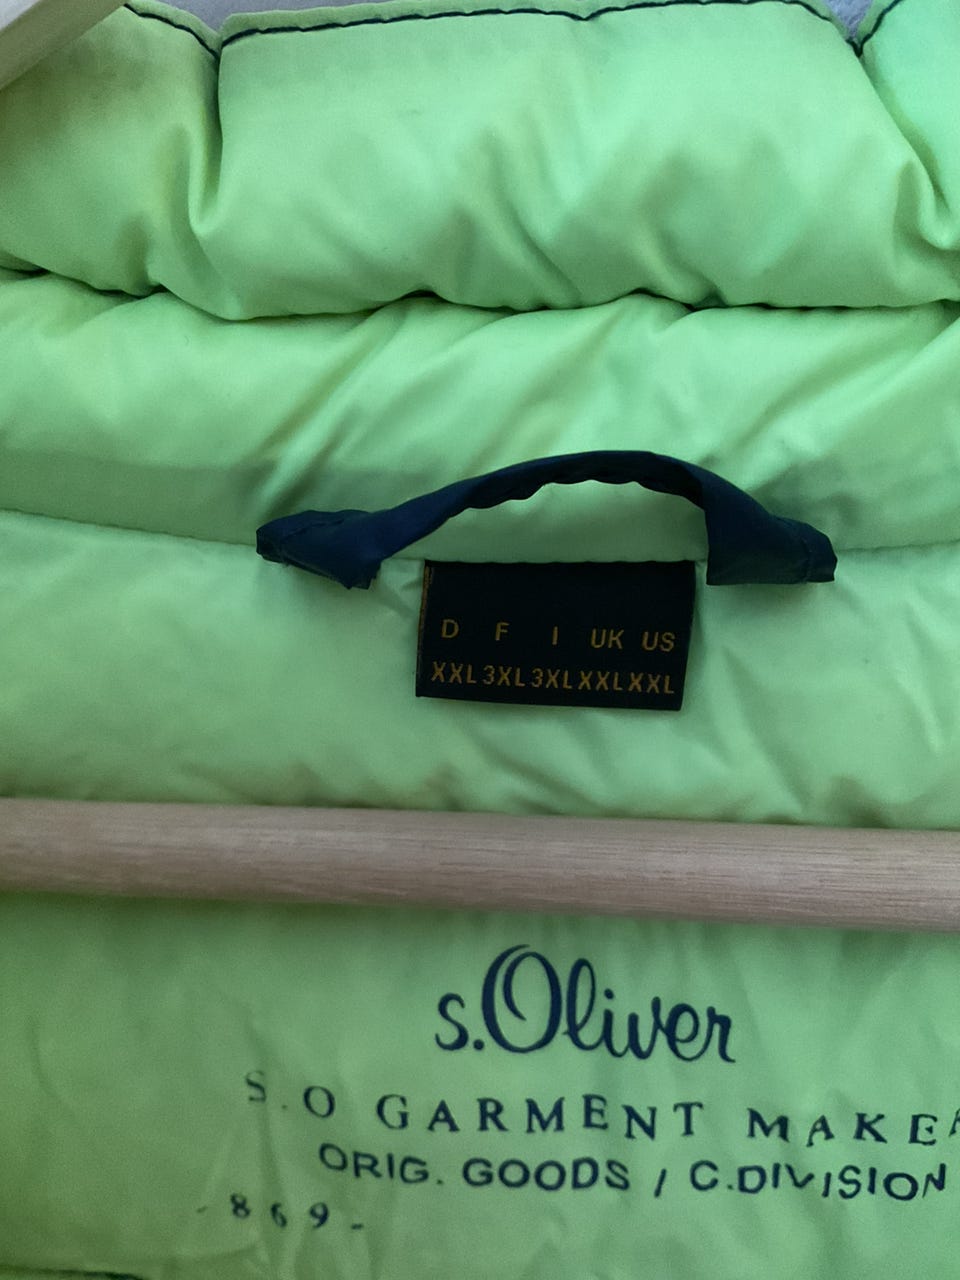 D F I UK US
XXL 3XL 3XL XXL XXL
s.Oliver
S.O GARMENT MAKE
ORIG. GOODS / C.DIVISION
- 869 -